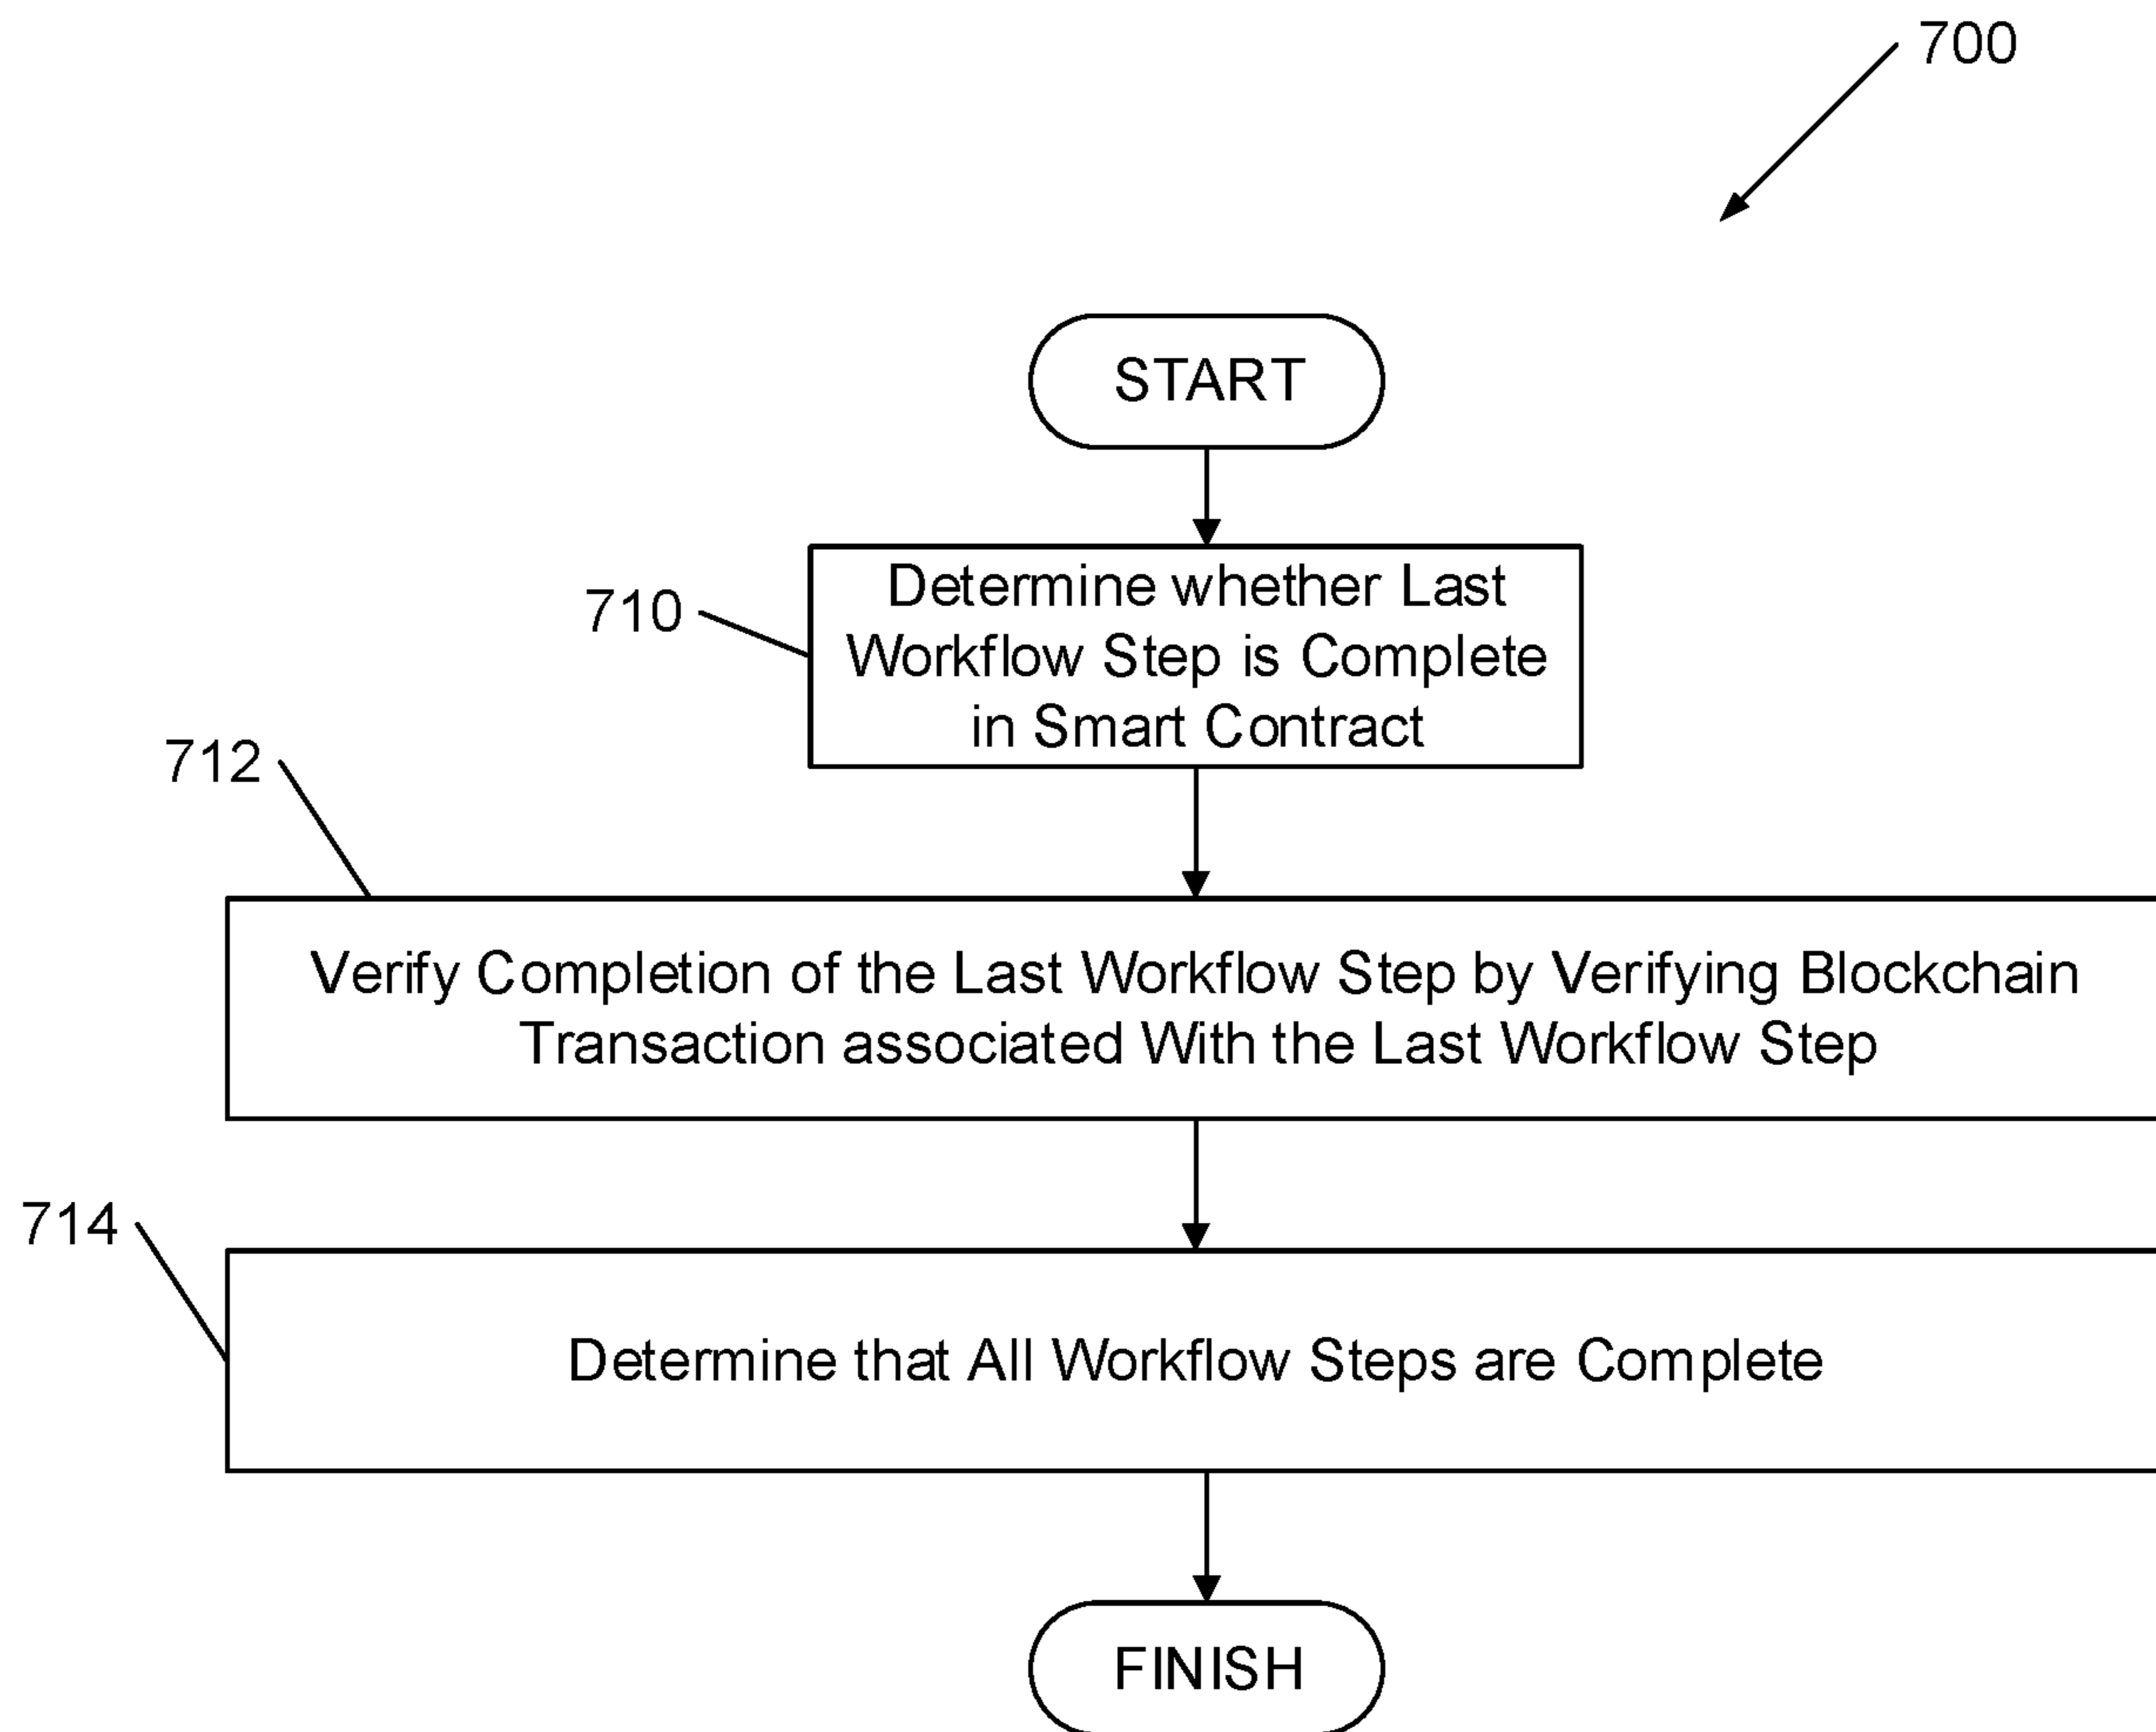 700
START
710
Determine whether Last
Workflow Step is Complete
in Smart Contract
712
Verify Completion of the Last Workflow Step by Verifying Blockchain
Transaction associated With the Last Workflow Step
714
Determine that All Workflow Steps are Complete
FINISH